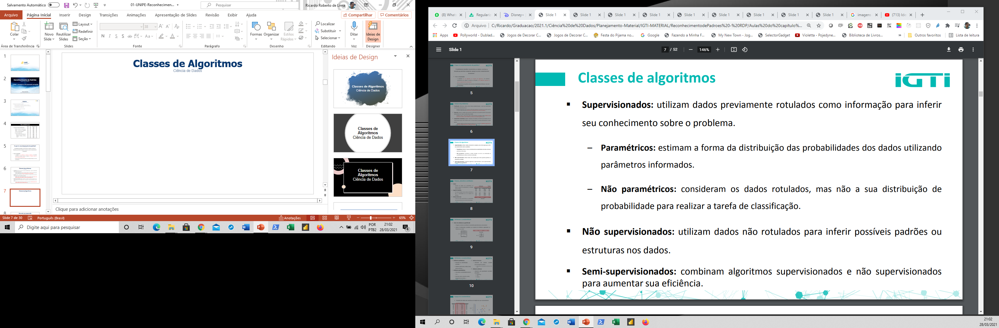 Salvamento Automático
01-UNIPE-Reconhecimen...
Pesquisar
Ricardo Roberto de Lima
Arquivo
Página Inicial
Inserir
Design
Transições
Animações
Apresentação de Slides
Revisão
Exibir
Ajuda
Compartilhar
Comentários
Colar
Novo Slide
Reutilizar Slides
Layout
Redefinir
Seção
38
Formas
Organizar
Estilos Rápidos
Localizar
Substituir
Selecionar
Ditar
Ideias de Design
Área de Transferência
Slides
Fonte
Parágrafo
Desenho
Editando
Voz
Designer
1
2
3
4
5
6
7
8
Classes de Algoritmos
Ciência de Dados
Ideias de Design
Classes de Algoritmos
Ciência de Dados
Classes de
Algoritmos
Ciência de Dados
Classes de
Algoritmos
Ciência de Dados
Clique para adicionar anotações
Slide 7 de 30
Português (Brasil)
Anotações
65%
Digite aqui para pesquisar
POR
PTB2
21:02
28/03/2021
4
(8) Whats
Regulariz
Disney+
Slide 1
Slide 1
Slide 1
Slide 1
Slide 1
Slide 1
Slide 1
Slide 1
Slide 1
imagens
(713) Ide
Arquivo | C:/Ricardo/Graduacao/2021.1/Ciência%20de%20Dados/Planejamento-Material/IGTI-MATERIAL/ReconhecimentodePadroes%20-%20RDP/Aulas%20do%20capítulo%...
Apps
Pollyworld - Dublad...
Jogos de Decorar C...
Jogos de Decorar C...
Festa do Pijama no...
Google
Fazendo a Minha F...
My New Town - Jog...
SelectorGadget
Violetta - Pojedyne...
Biblioteca de Livros...
»
Outros favoritos
Lista de leitura
Slide 1
7 / 52
146%
5
6
7
8
9
10
Classes de algoritmos
iGTi
▪ Supervisionados: utilizam dados previamente rotulados como informação para inferir
seu conhecimento sobre o problema.
– Paramétricos: estimam a forma da distribuição das probabilidades dos dados utilizando
parâmetros informados.
– Não paramétricos: consideram os dados rotulados, mas não a sua distribuição de
probabilidade para realizar a tarefa de classificação.
▪ Não supervisionados: utilizam dados não rotulados para inferir possíveis padrões ou
estruturas nos dados.
▪ Semi-supervisionados: combinam algoritmos supervisionados e não supervisionados
para aumentar sua eficiência.
21:02
28/03/2021